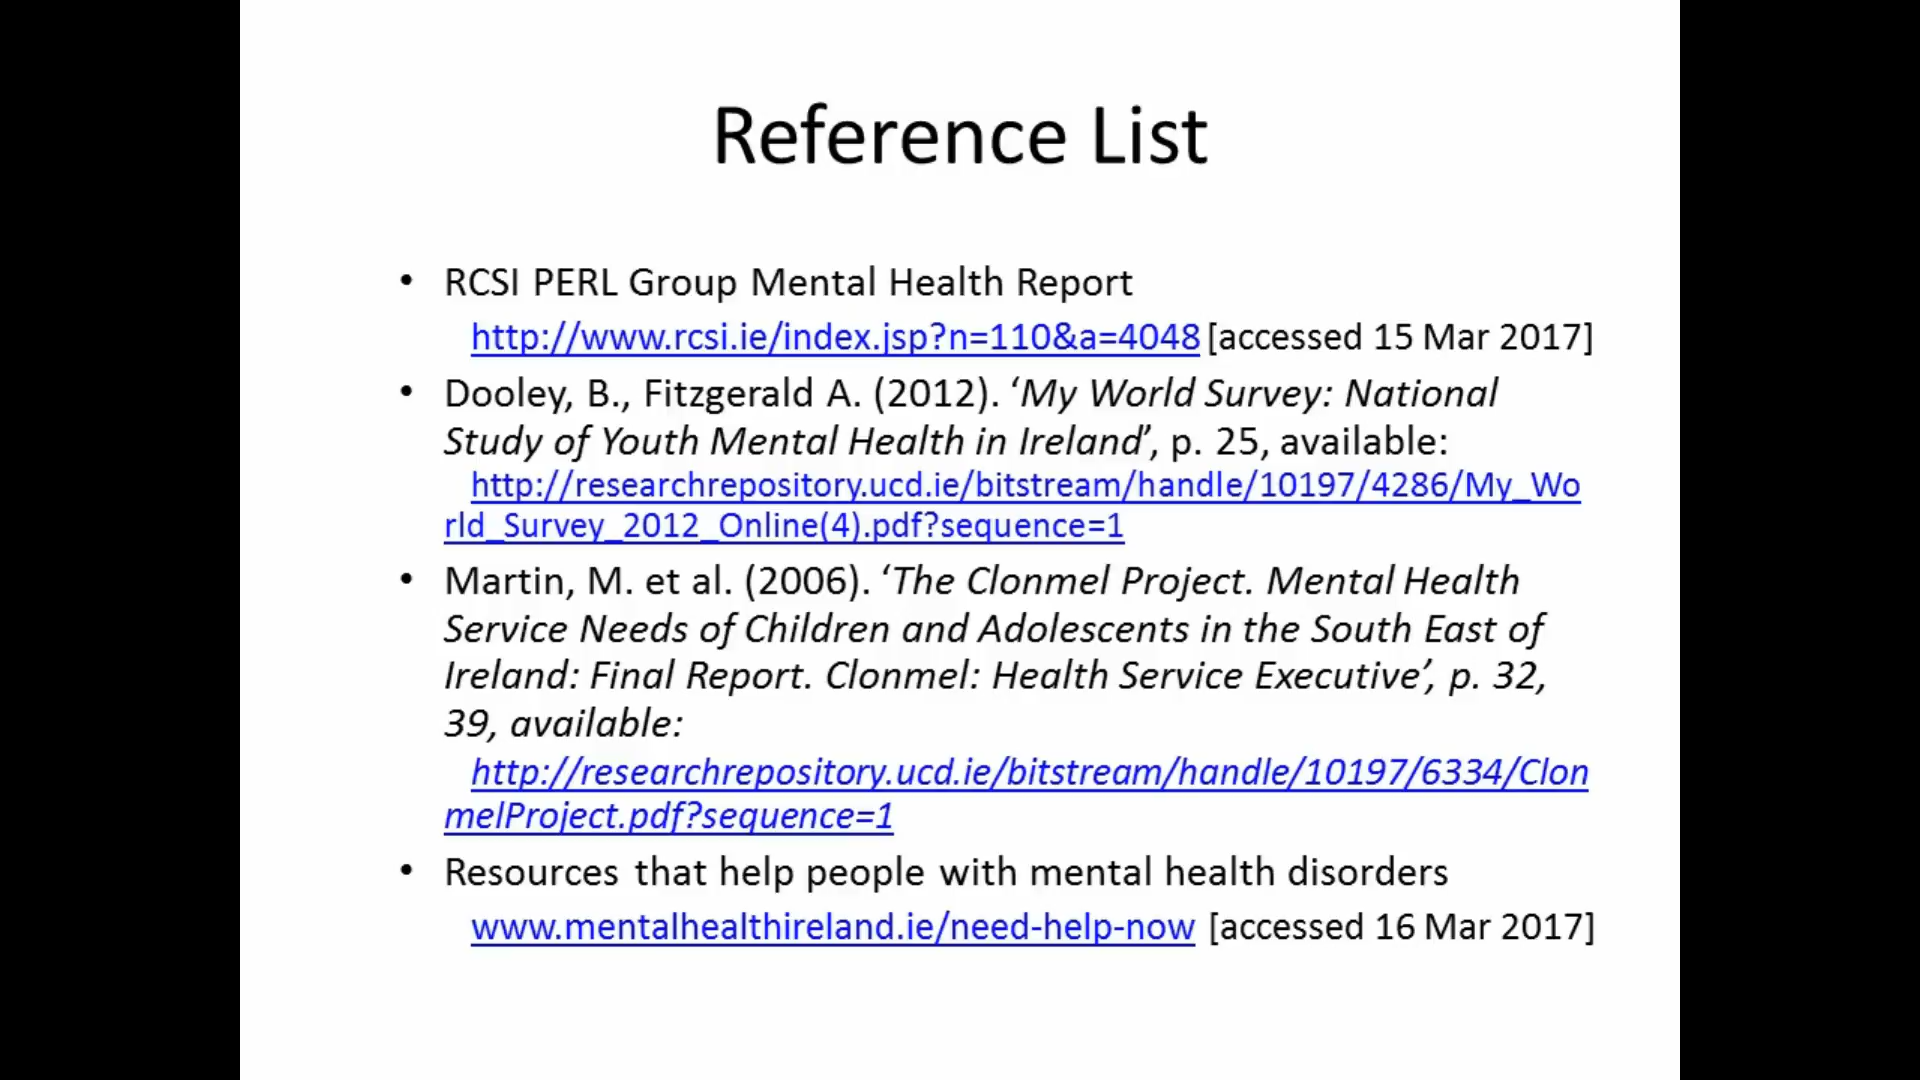 Reference List
• RCSI PERL Group Mental Health Report
http://www.rcsi.ie/index.jsp?n=110&a=4048 [accessed 15 Mar 2017]
• Dooley, B., Fitzgerald A. (2012). ‘My World Survey: National
Study of Youth Mental Health in Ireland’, p. 25, available:
http://researchrepository.ucd.ie/bitstream/handle/10197/4286/My_Wo
rld_Survey_2012_Online(4).pdf?sequence=1
• Martin, M. et al. (2006). ‘The Clonmel Project. Mental Health
Service Needs of Children and Adolescents in the South East of
Ireland: Final Report. Clonmel: Health Service Executive’, p. 32,
39, available:
http://researchrepository.ucd.ie/bitstream/handle/10197/6334/Clon
melProject.pdf?sequence=1
• Resources that help people with mental health disorders
www.mentalhealthireland.ie/need-help-now [accessed 16 Mar 2017]